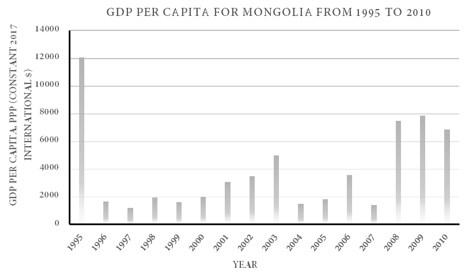 GDP PER CAPITA FOR MONGOLIA FROM 1995 TO 2010
GDP PER CAPITA, PPP (CONSTANT 2017
INTERNATIONAL $)
14000
12000
10000
8000
6000
4000
2000
0
1995 1996 1997 1998 1999 2000 2001 2002 2003 2004 2005 2006 2007 2008 2009 2010
YEAR